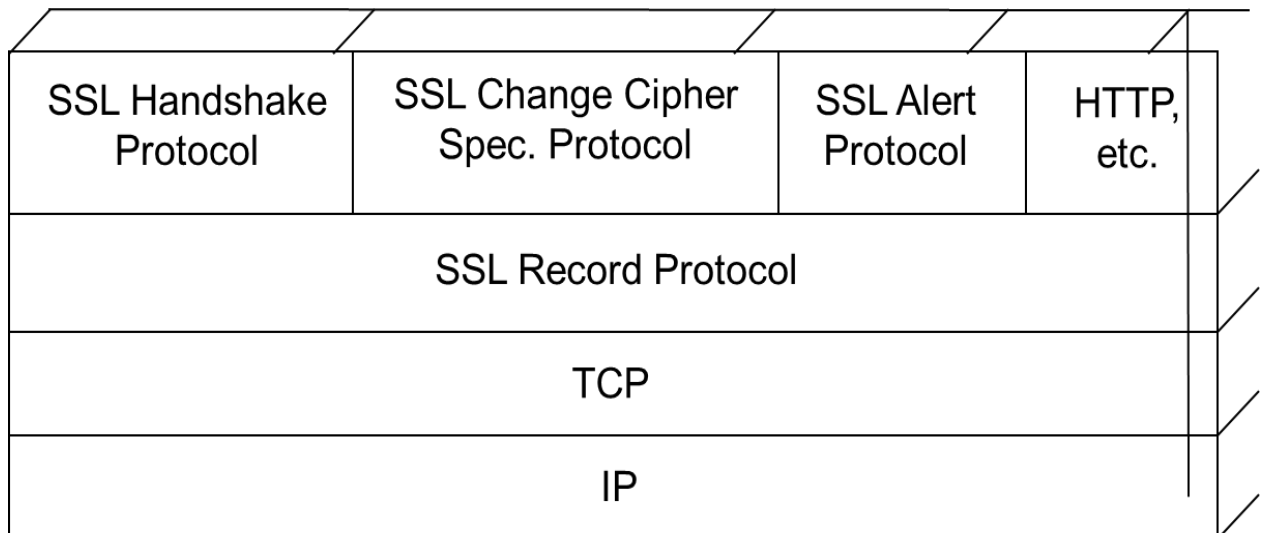 SSL Handshake
Protocol
SSL Change Cipher
Spec. Protocol
SSL Alert
Protocol
HTTP,
etc.
SSL Record Protocol
TCP
IP